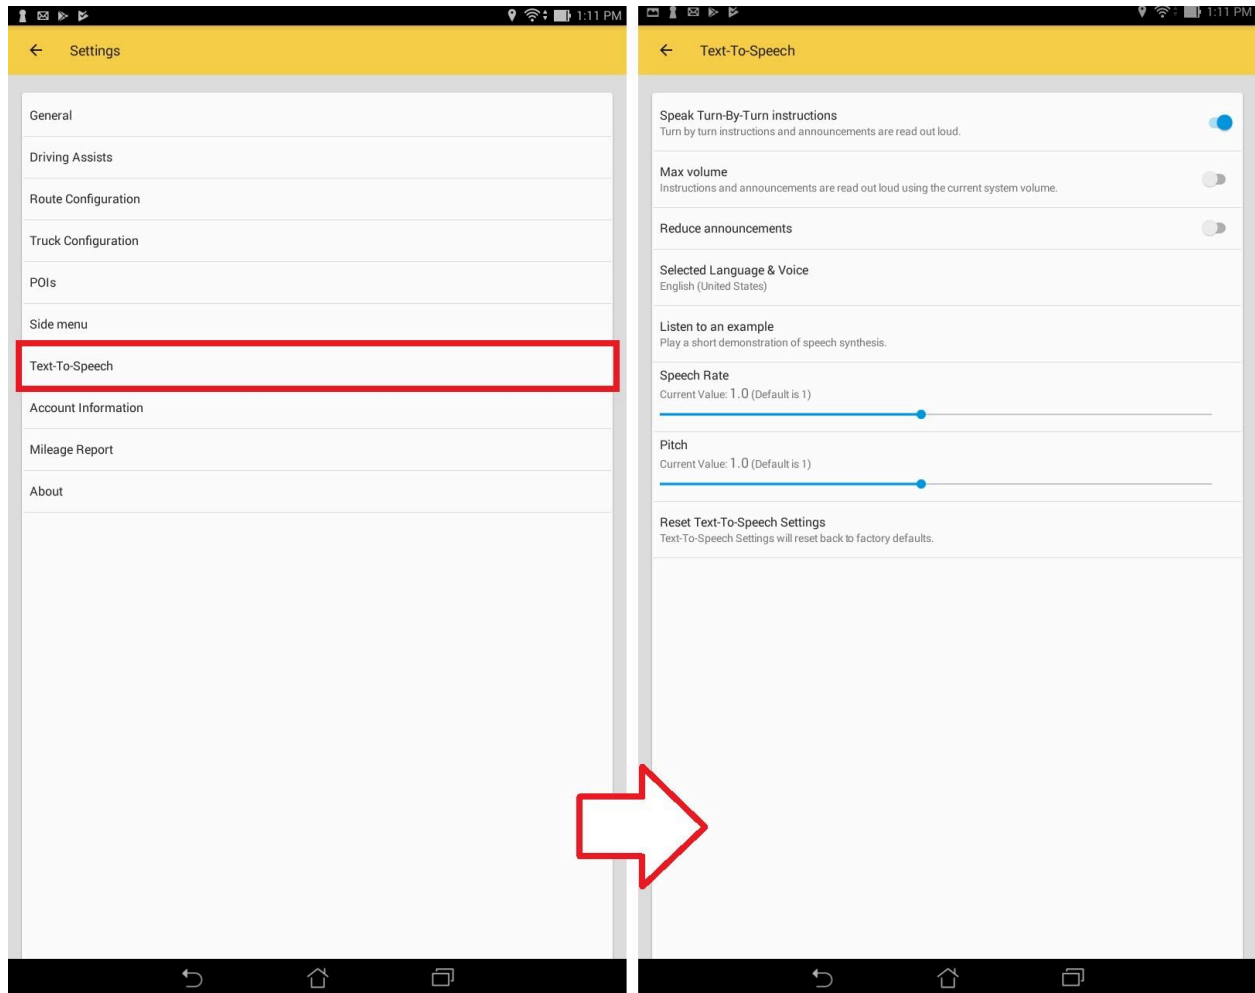 1:11 PM
Settings
General
Driving Assists
Route Configuration
Truck Configuration
POIs
Side menu
Text-To-Speech
Account Information
Mileage Report
About
1:11 PM
Text-To-Speech
Speak Turn-By-Turn instructions
Turn by turn instructions and announcements are read out loud.
Max volume
Instructions and announcements are read out loud using the current system volume.
Reduce announcements
Selected Language & Voice
English (United States)
Listen to an example
Play a short demonstration of speech synthesis.
Speech Rate
Current Value: 1.0 (Default is 1)
Pitch
Current Value: 1.0 (Default is 1)
Reset Text-To-Speech Settings
Text-To-Speech Settings will reset back to factory defaults.